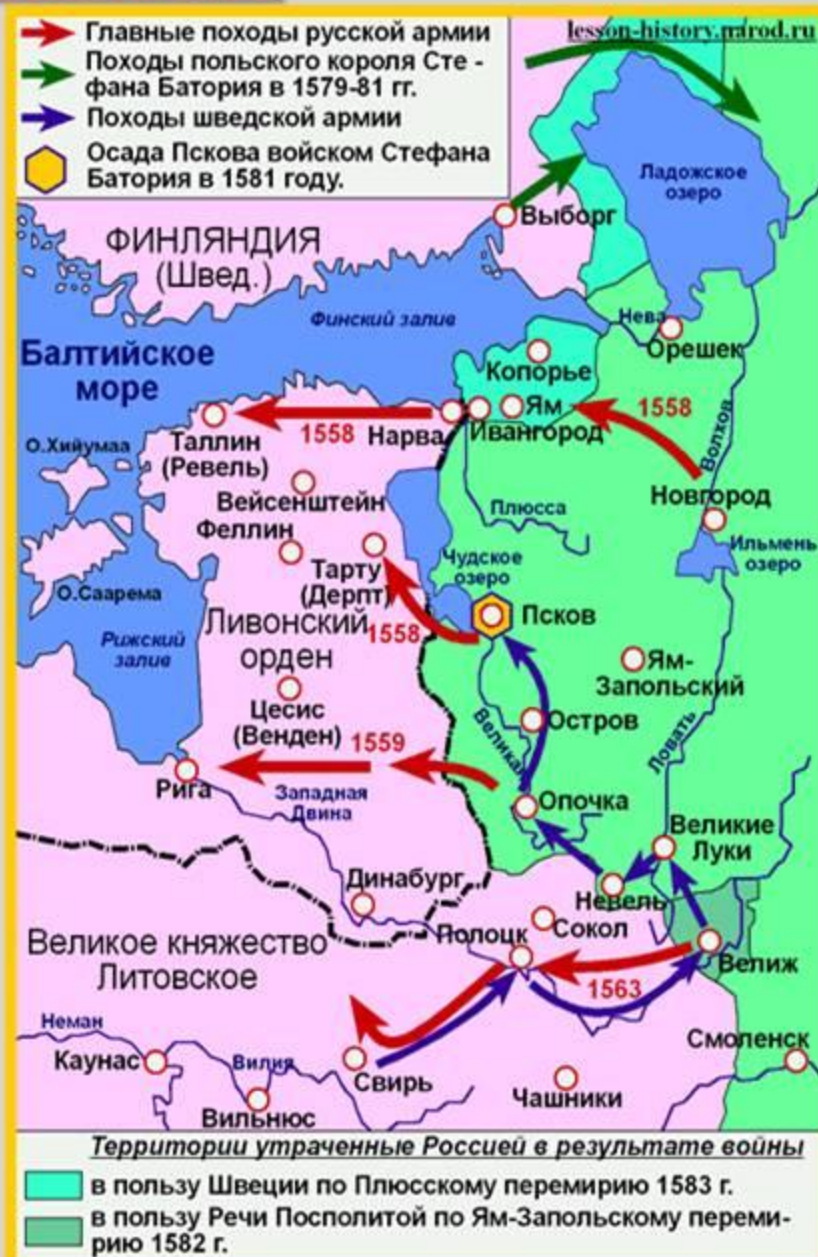 Главные походы русской армии
Походы польского короля Сте -
фана Батория в 1579-81 гг.
Походы шведской армии
Осада Пскова войском Стефана
Батория в 1581 году.
lesson-history.narod.ru
Ладожское
озеро
Выборг
ФИНЛЯНДИЯ
(Швед.)
Финский залив
Нева
Орешек
Балтийское
море
Копорье
Ям
1558
Нарва
Ивангород
1558
Волхов
Таллин
(Ревель)
О.Хийумаа
Вейсенштейн
Новгород
Плюсса
Феллин
Ильмень
озеро
Чудское
озеро
Тарту
(Дерпт)
О.Саарема
Псков
Ливонский
орден
1558
Рижский
залив
Ям-
Запольский
Цесис
(Венден)
Остров
Великая
Ловать
1559
Рига
Западная
Двина
Опочка
Великие
Луки
Динабург
Невель
Сокол
Полоцк
Велиж
Великое княжество
Литовское
1563
Неман
Смоленск
Каунас
Вилия
Свирь
Чашники
Вильнюс
Территории утраченные Россией в результате войны
в пользу Швеции по Плюсскому перемирию 1583 г.
в пользу Речи Посполитой по Ям-Запольскому переми-
рию 1582 г.